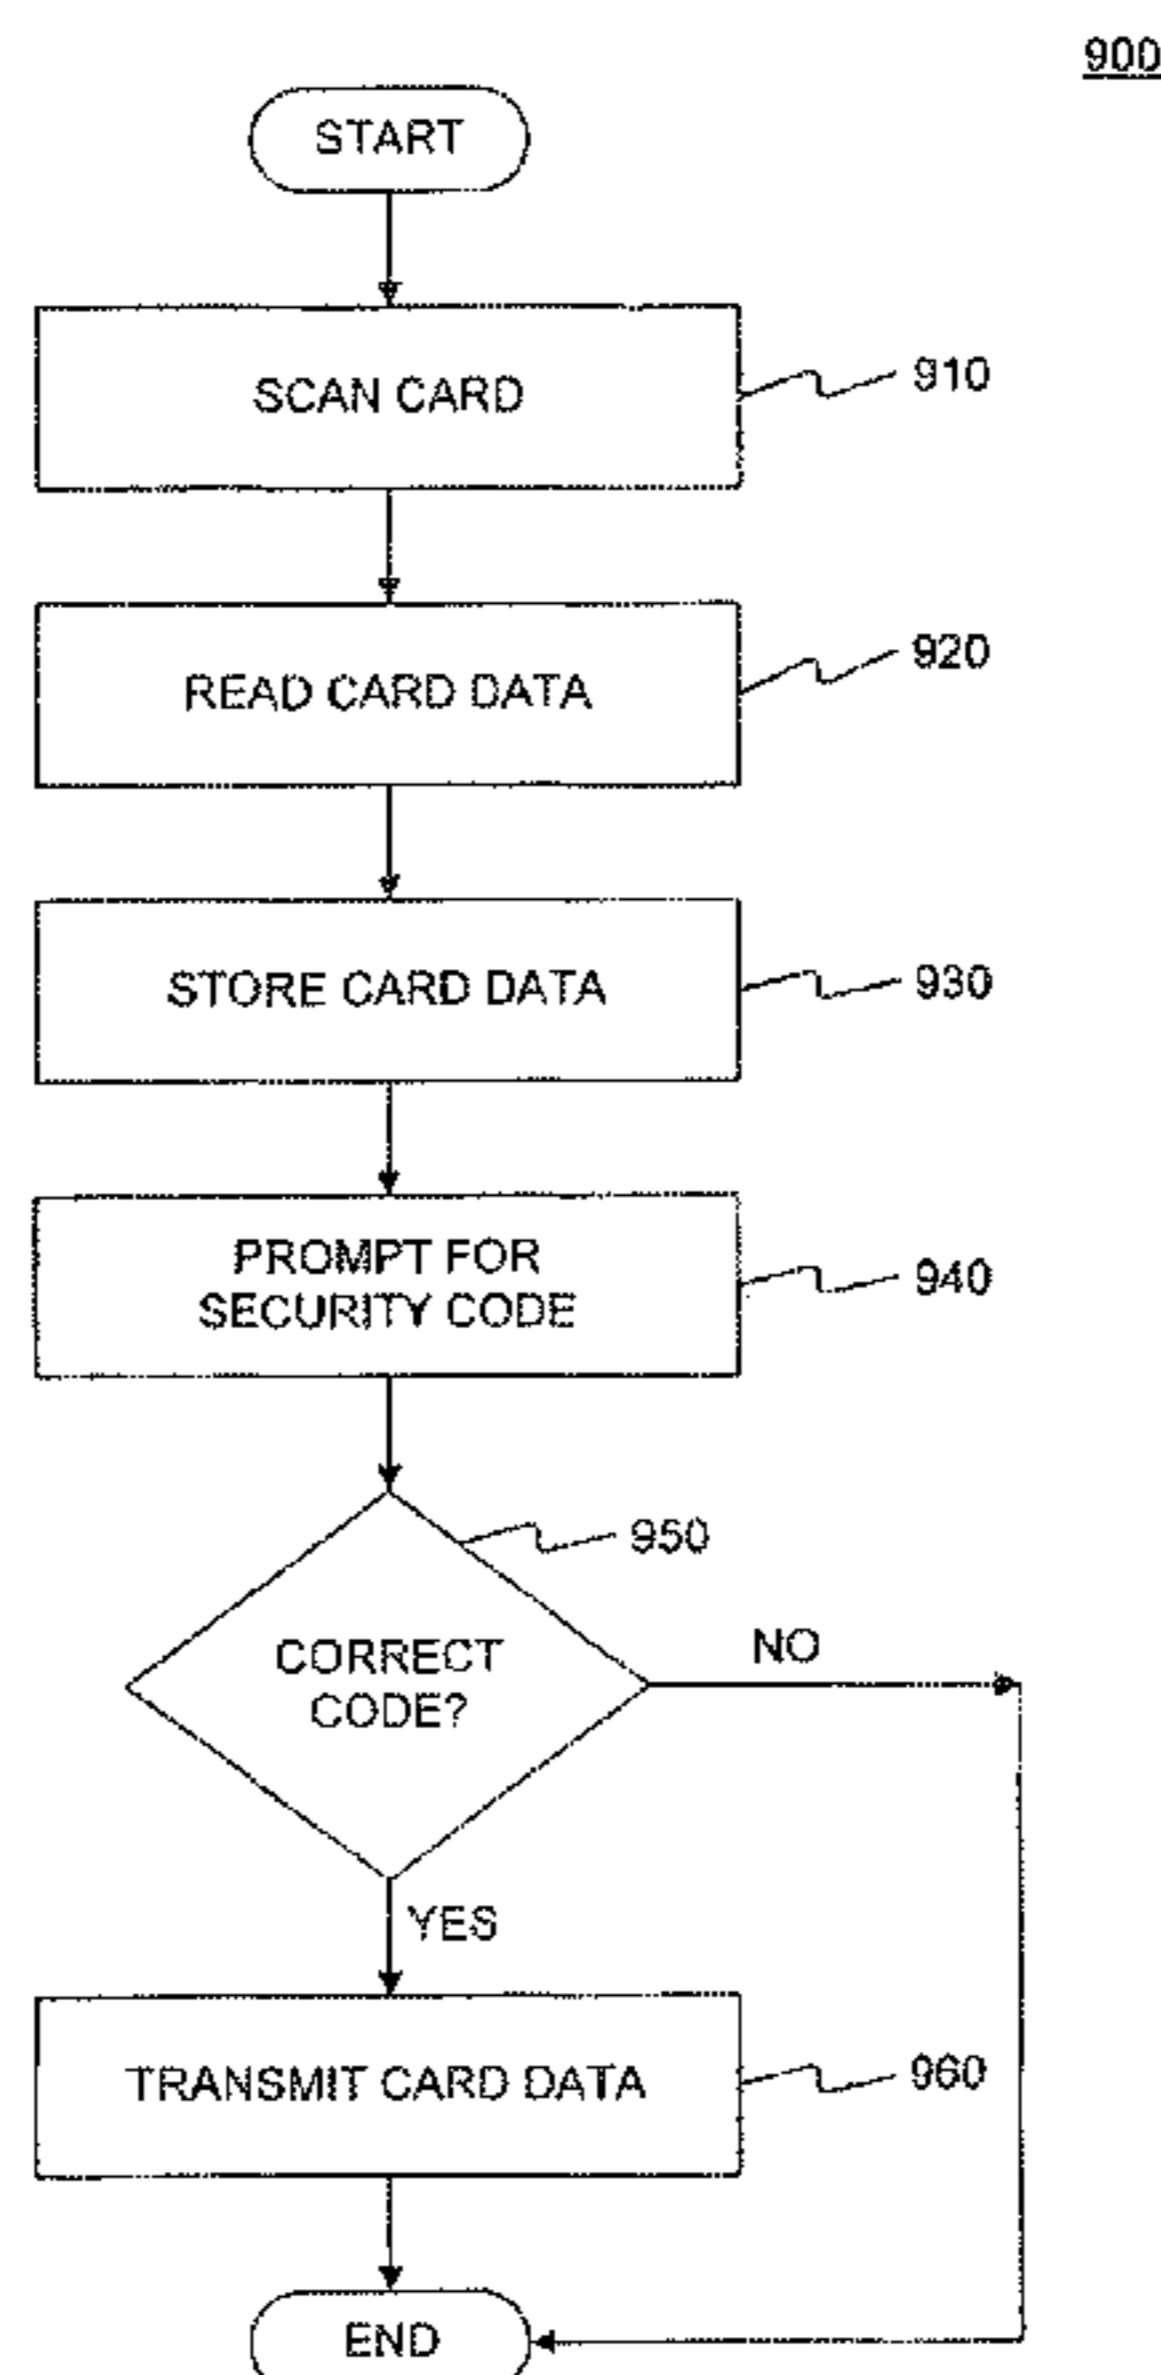 900
START
SCAN CARD
910
READ CARD DATA
920
STORE CARD DATA
930
PROMPT FOR
SECURITY CODE
940
950
CORRECT
CODE?
NO
YES
TRANSMIT CARD DATA
960
END